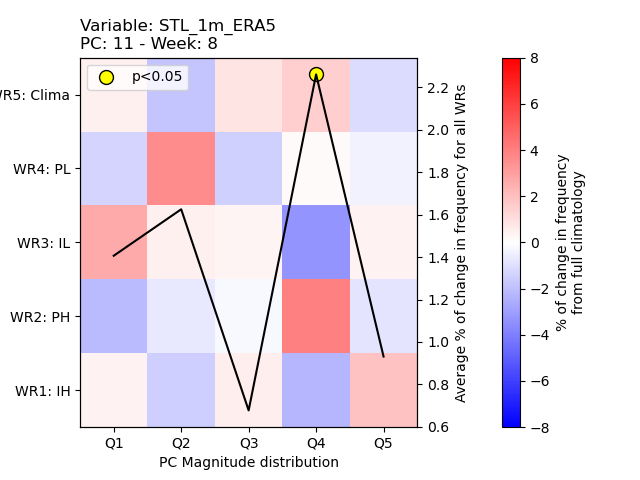 Variable: STL_1m_ERA5
PC: 11 - Week: 8
p<0.05
WR5: Clima
WR4: PL
WR3: IL
WR2: PH
WR1: IH
Q1 Q2 Q3 Q4 Q5
PC Magnitude distribution
2.2
2.0
1.8
1.6
1.4
1.2
1.0
0.8
0.6
Average % of change in frequency for all WRs
8
6
4
2
0
−2
−4
−6
−8
% of change in frequency
from full climatology